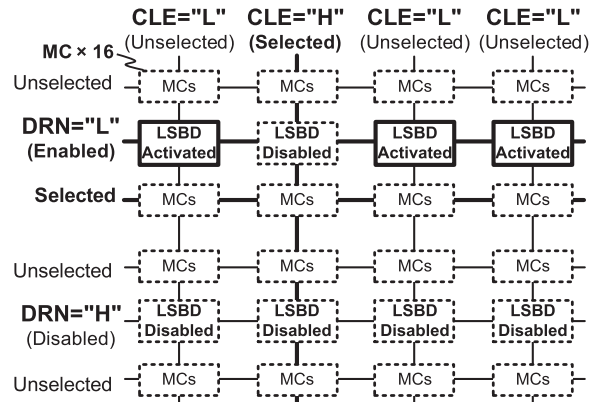 CLE="L" CLE="H" CLE="L" CLE="L"
(Unselected) (Selected) (Unselected) (Unselected)
MC × 16
Unselected MCs MCs MCs MCs
DRN="L" LSBD LSBD LSBD LSBD
(Enabled) Activated Disabled Activated Activated
Selected MCs MCs MCs MCs
Unselected MCs MCs MCs MCs
DRN="H" LSBD LSBD LSBD LSBD
(Disabled) Disabled Disabled Disabled Disabled
Unselected MCs MCs MCs MCs